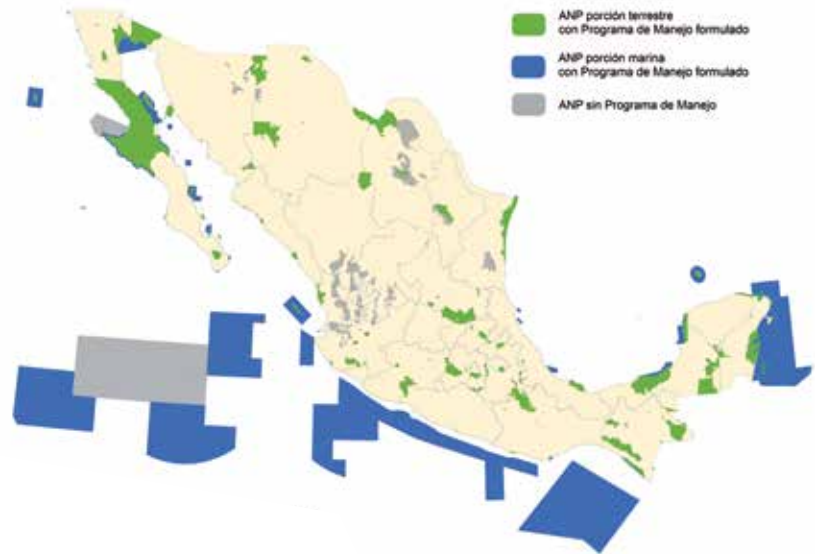 ANP porción terrestre
con Programa de Manejo formulado
ANP porción marina
con Programa de Manejo formulado
ANP sin Programa de Manejo